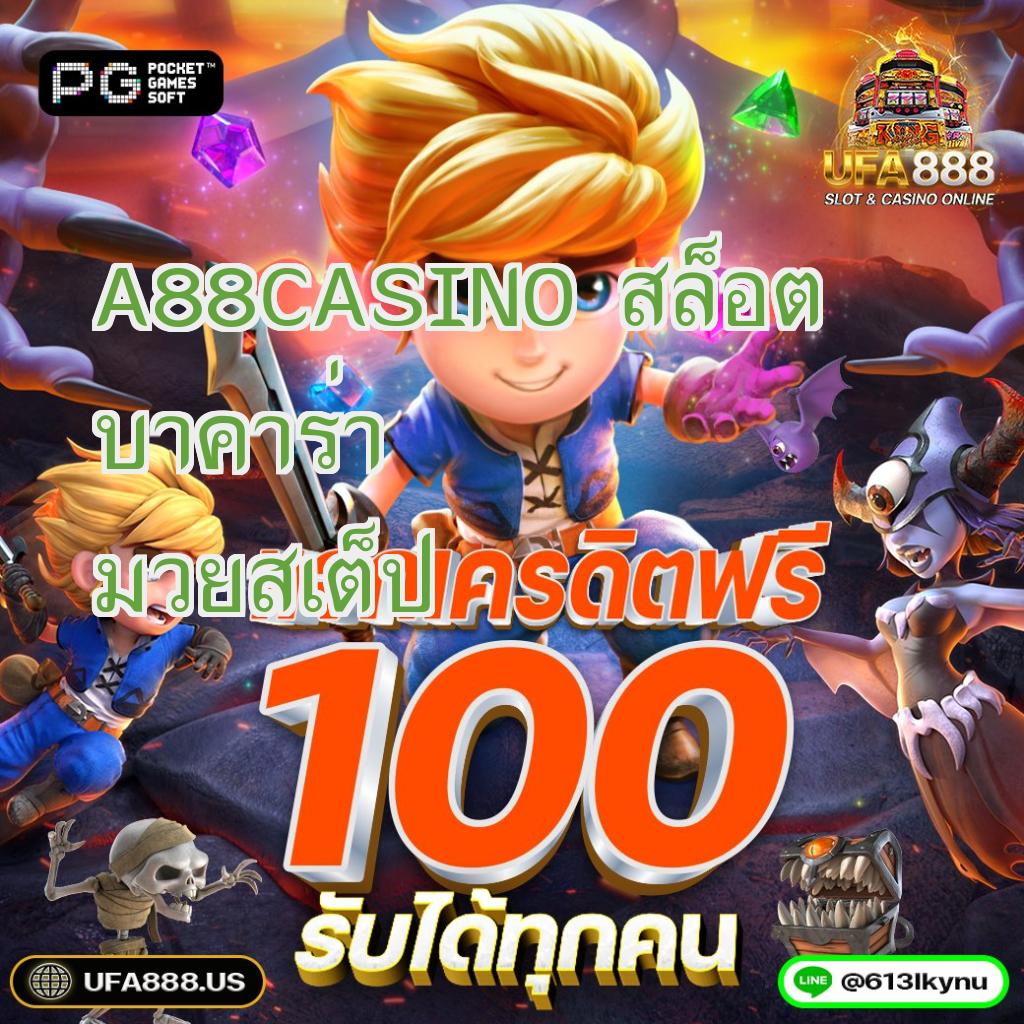 PG POCKET™
GAMES
SOFT
UFA888
SLOT & CASINO ONLINE
A88CASINO สล็อต
บาคาร่า
มวยสเต็ป
เครดิตฟรี
100
รับได้ทุกคน
UFA888.US
LINE @613lkynu